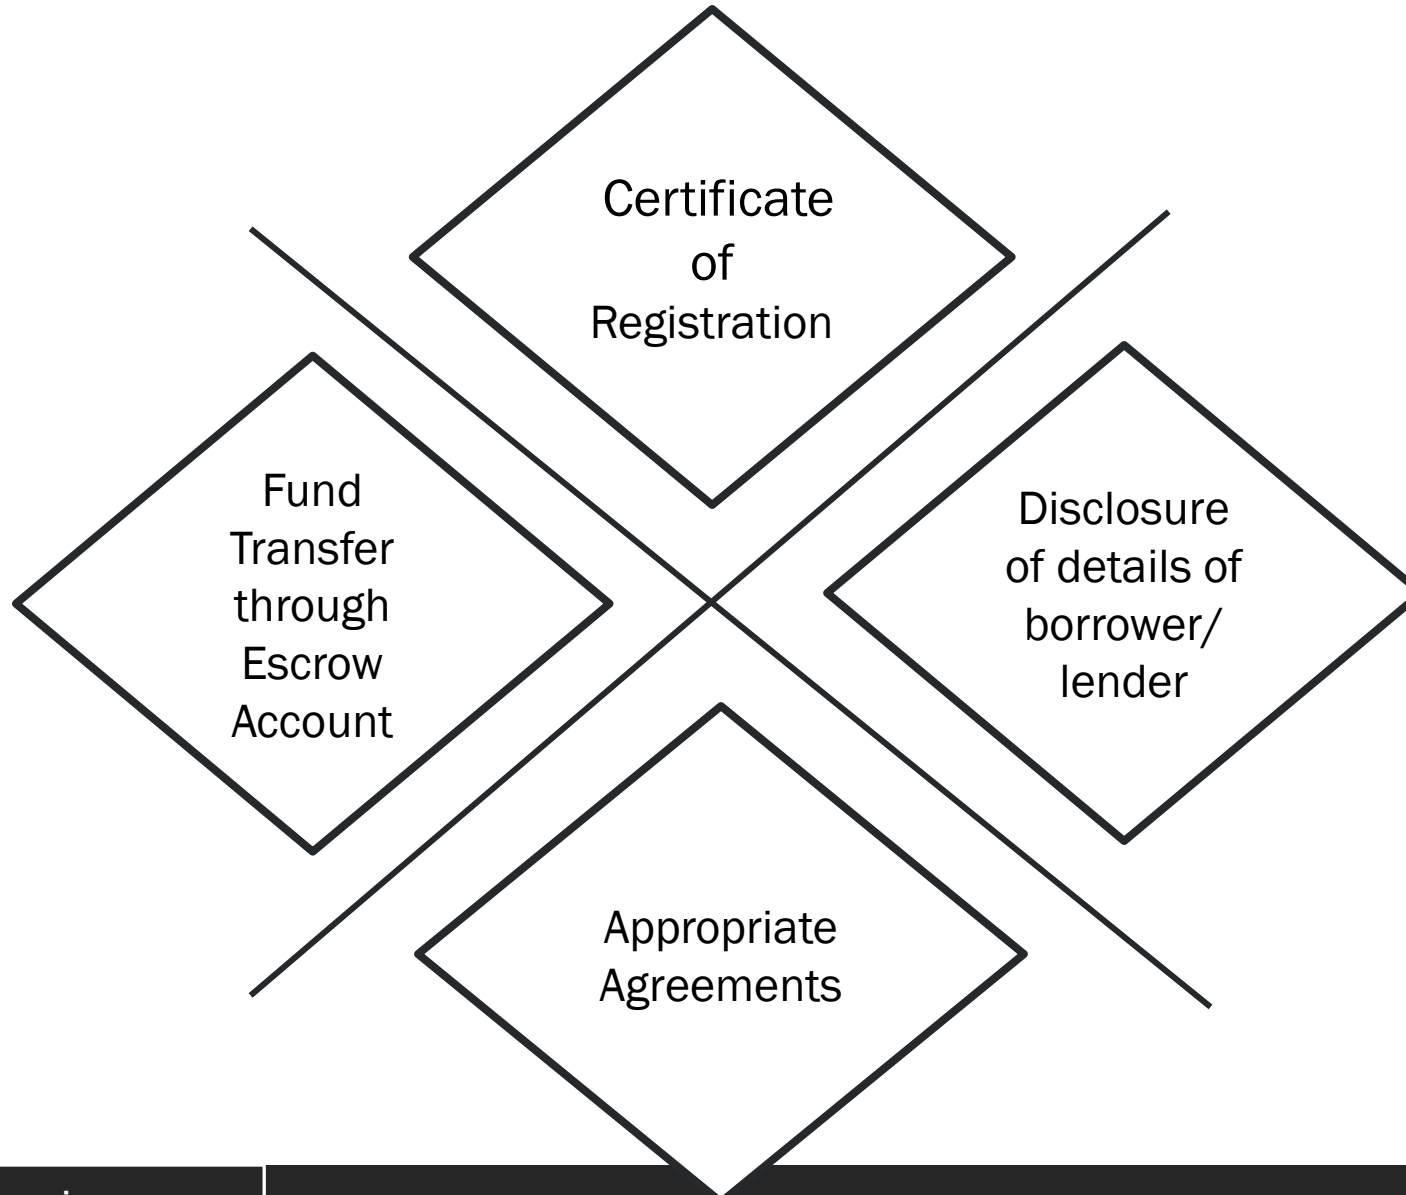 Certificate
of
Registration
Fund
Transfer
through
Escrow
Account
Disclosure
of details of
borrower/
lender
Appropriate
Agreements